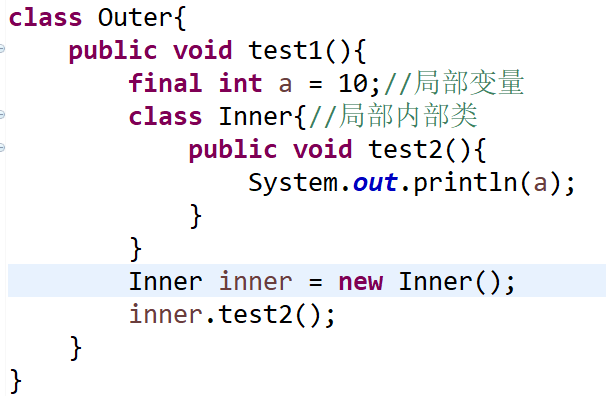 class Outer{
    public void test1(){
        final int a = 10;//局部变量
        class Inner{//局部内部类
            public void test2(){
                System.out.println(a);
            }
        }
        Inner inner = new Inner();
        inner.test2();
    }
}